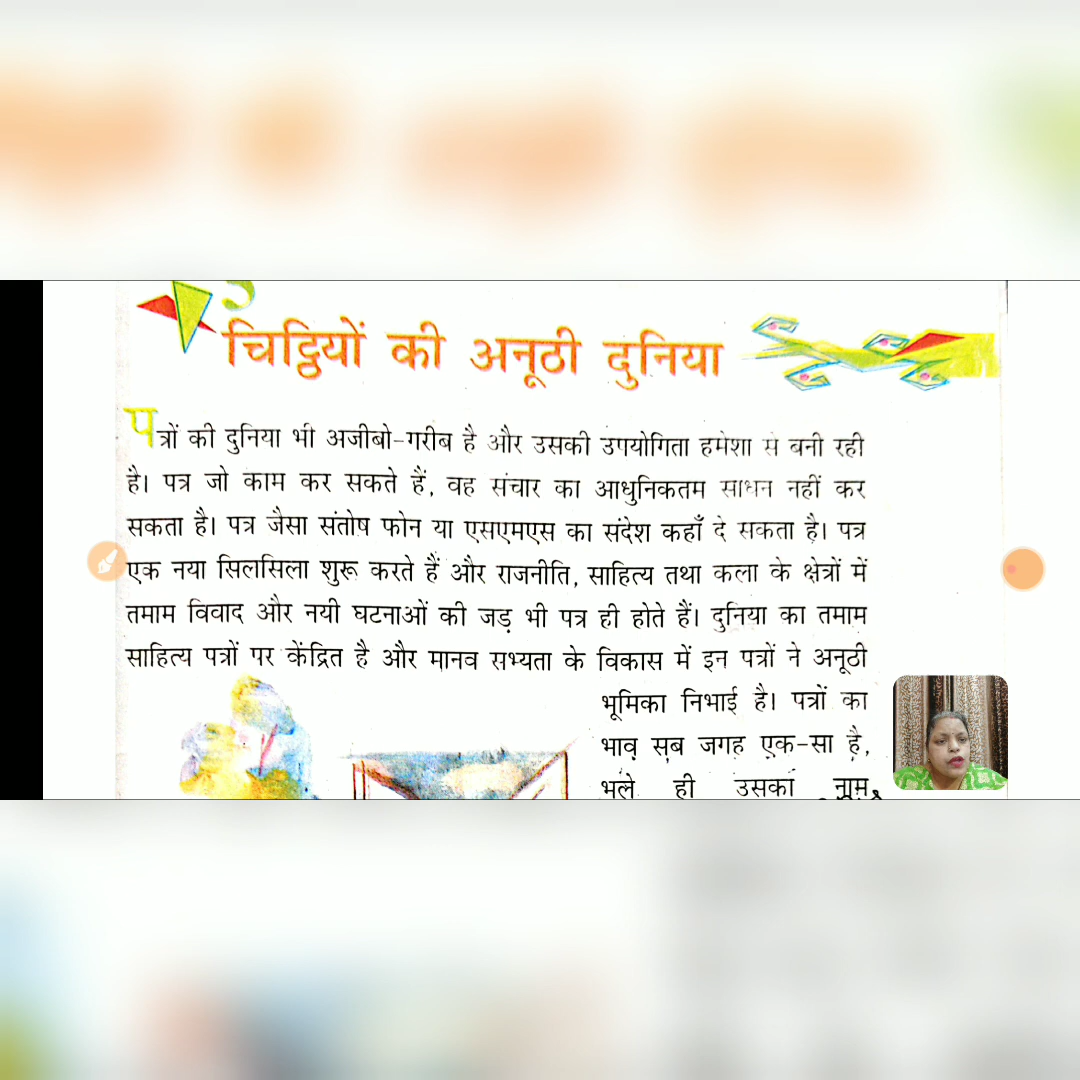 चिट्ठियों की अनूठी दुनिया
पत्रों की दुनिया भी अजीबो-गरीब है और उसकी उपयोगिता हमेशा से बनी रही
है। पत्र जो काम कर सकते हैं, वह संचार का आधुनिकतम साधन नहीं कर
सकता है। पत्र जैसा संतोष फोन या एसएमएस का संदेश कहाँ दे सकता है। पत्र
एक नया सिलसिला शुरू करते हैं और राजनीति, साहित्य तथा कला के क्षेत्रों में
तमाम विवाद और नयी घटनाओं की जड़ भी पत्र ही होते हैं। दुनिया का तमाम
साहित्य पत्रों पर केंद्रित है और मानव सभ्यता के विकास में इन पत्रों ने अनूठी
भूमिका निभाई है। पत्रों का
भाव सब जगह एक-सा है,
भले ही उसका नाम